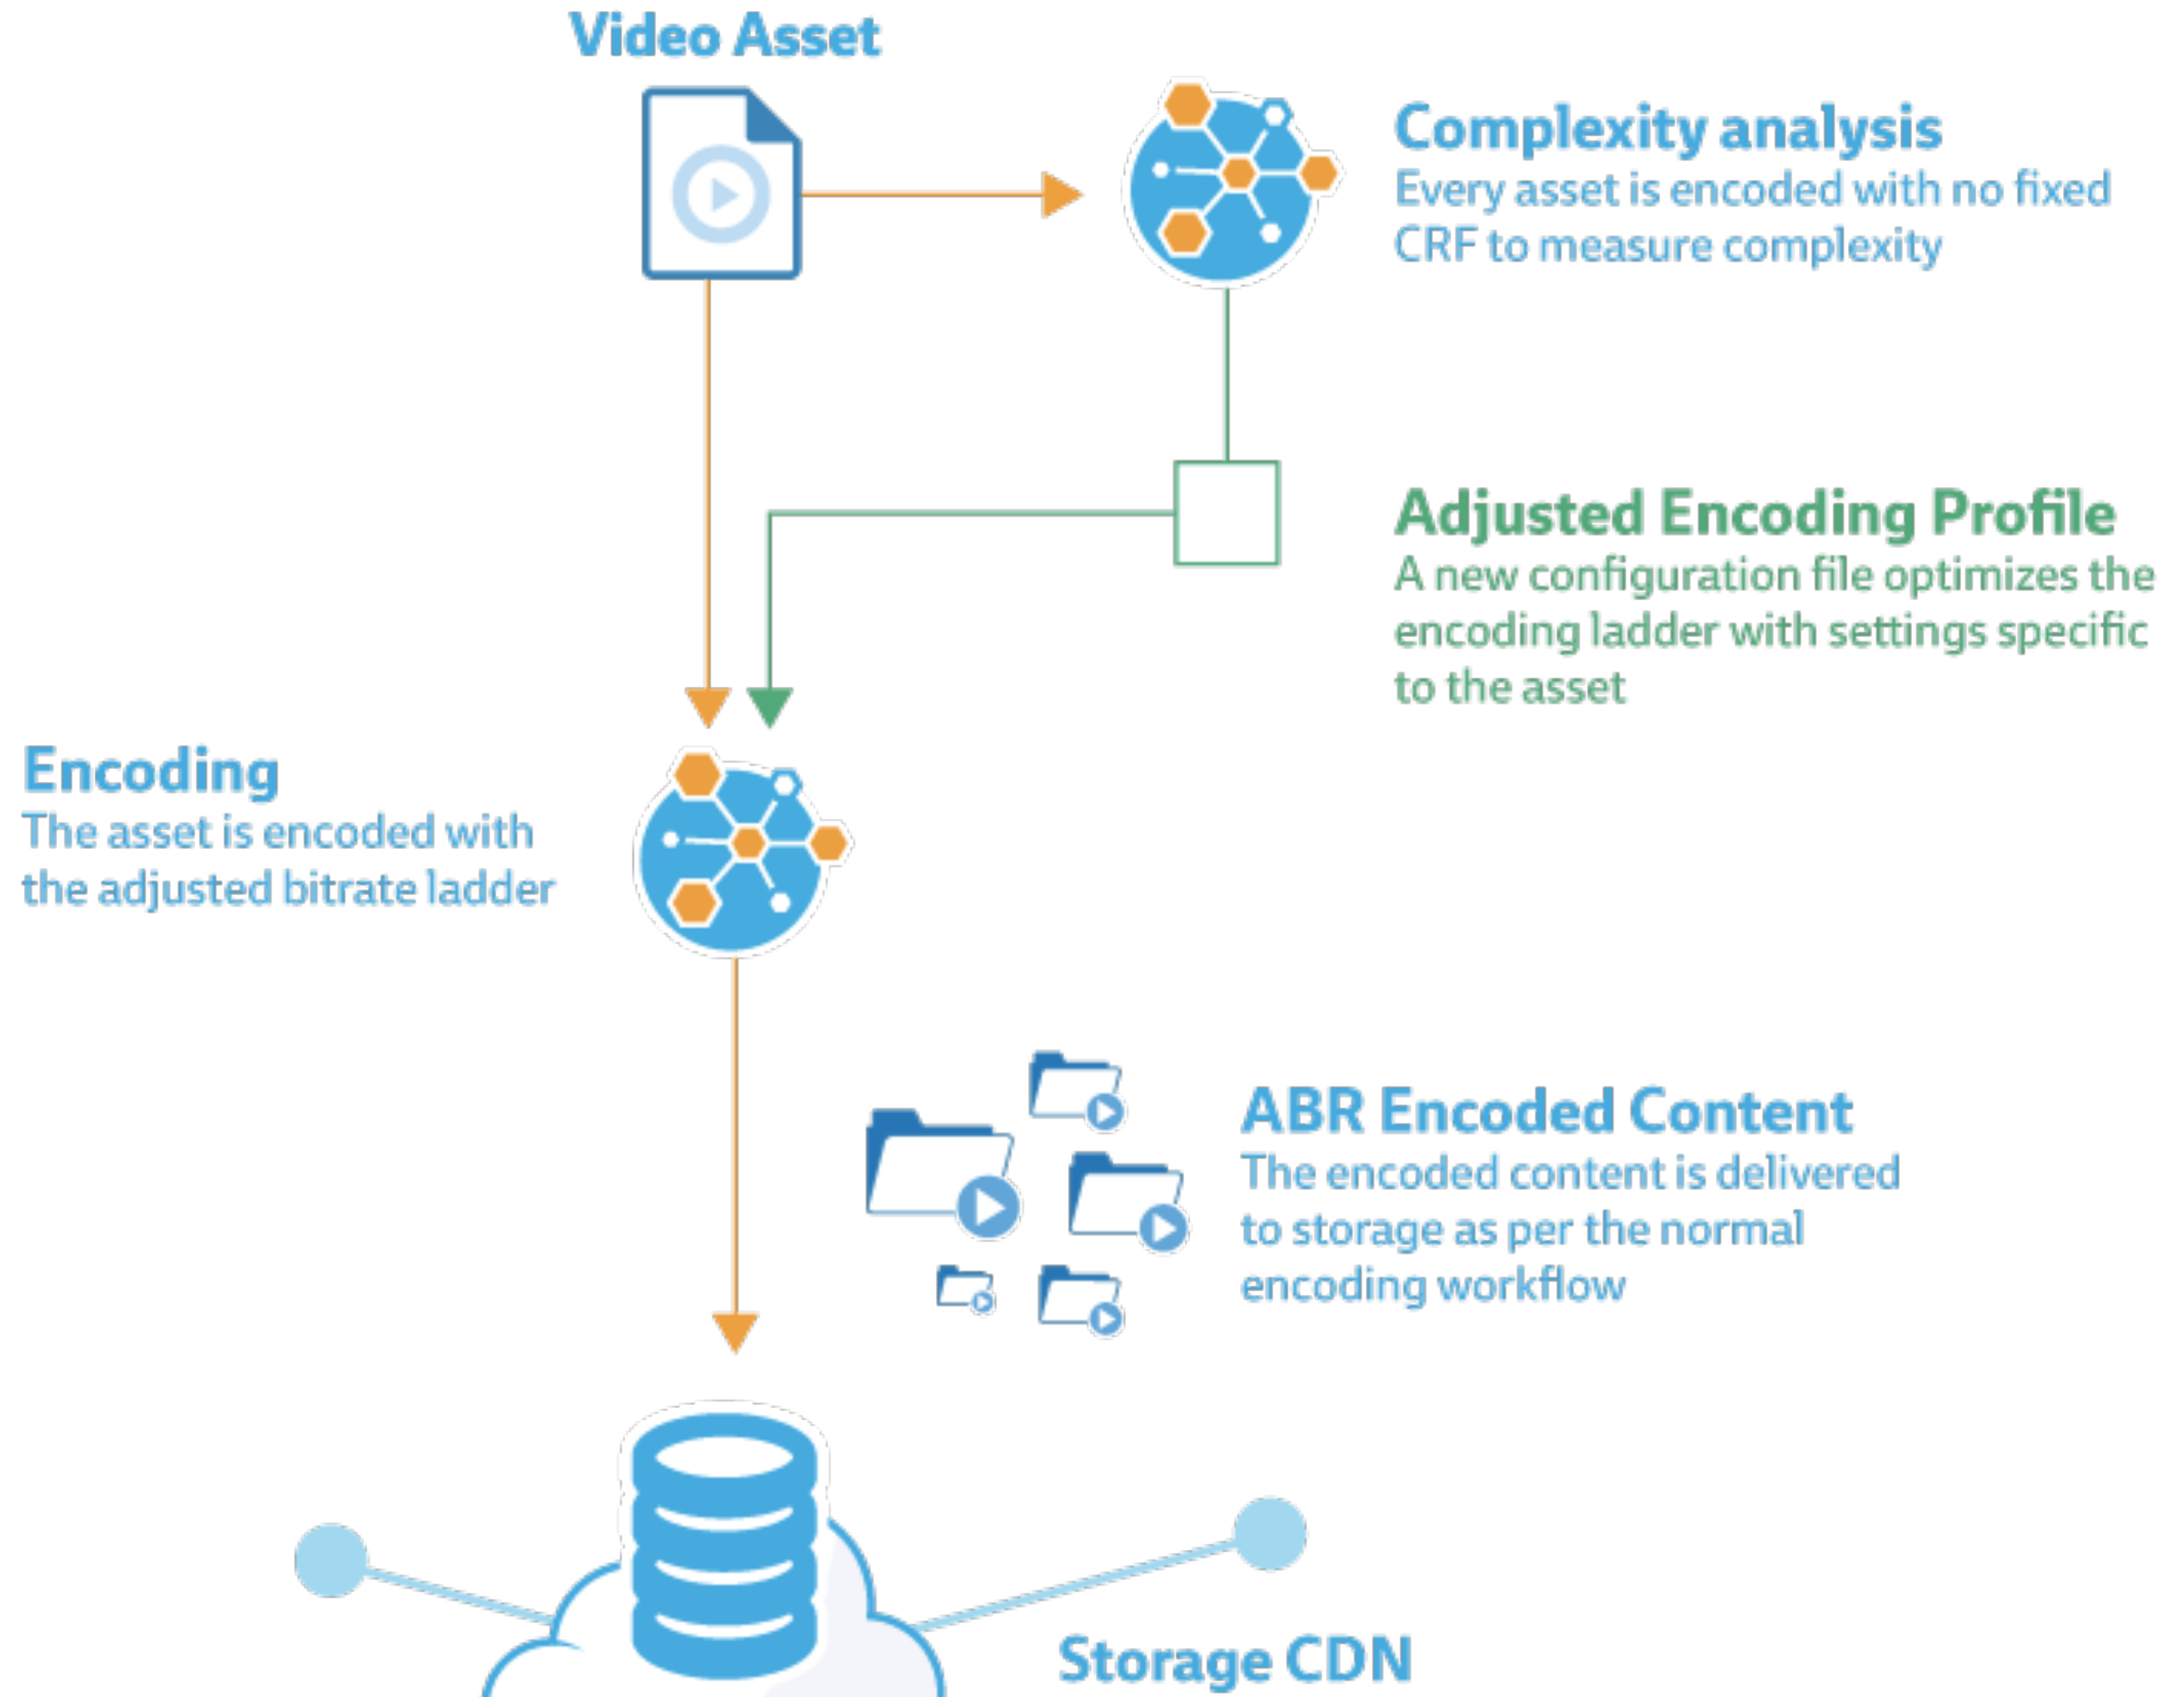 Video Asset
Complexity analysis
Every asset is encoded with no fixed
CRF to measure complexity
Adjusted Encoding Profile
A new configuration file optimizes the
encoding ladder with settings specific
to the asset
Encoding
The asset is encoded with
the adjusted bitrate ladder
ABR Encoded Content
The encoded content is delivered
to storage as per the normal
encoding workflow
Storage CDN